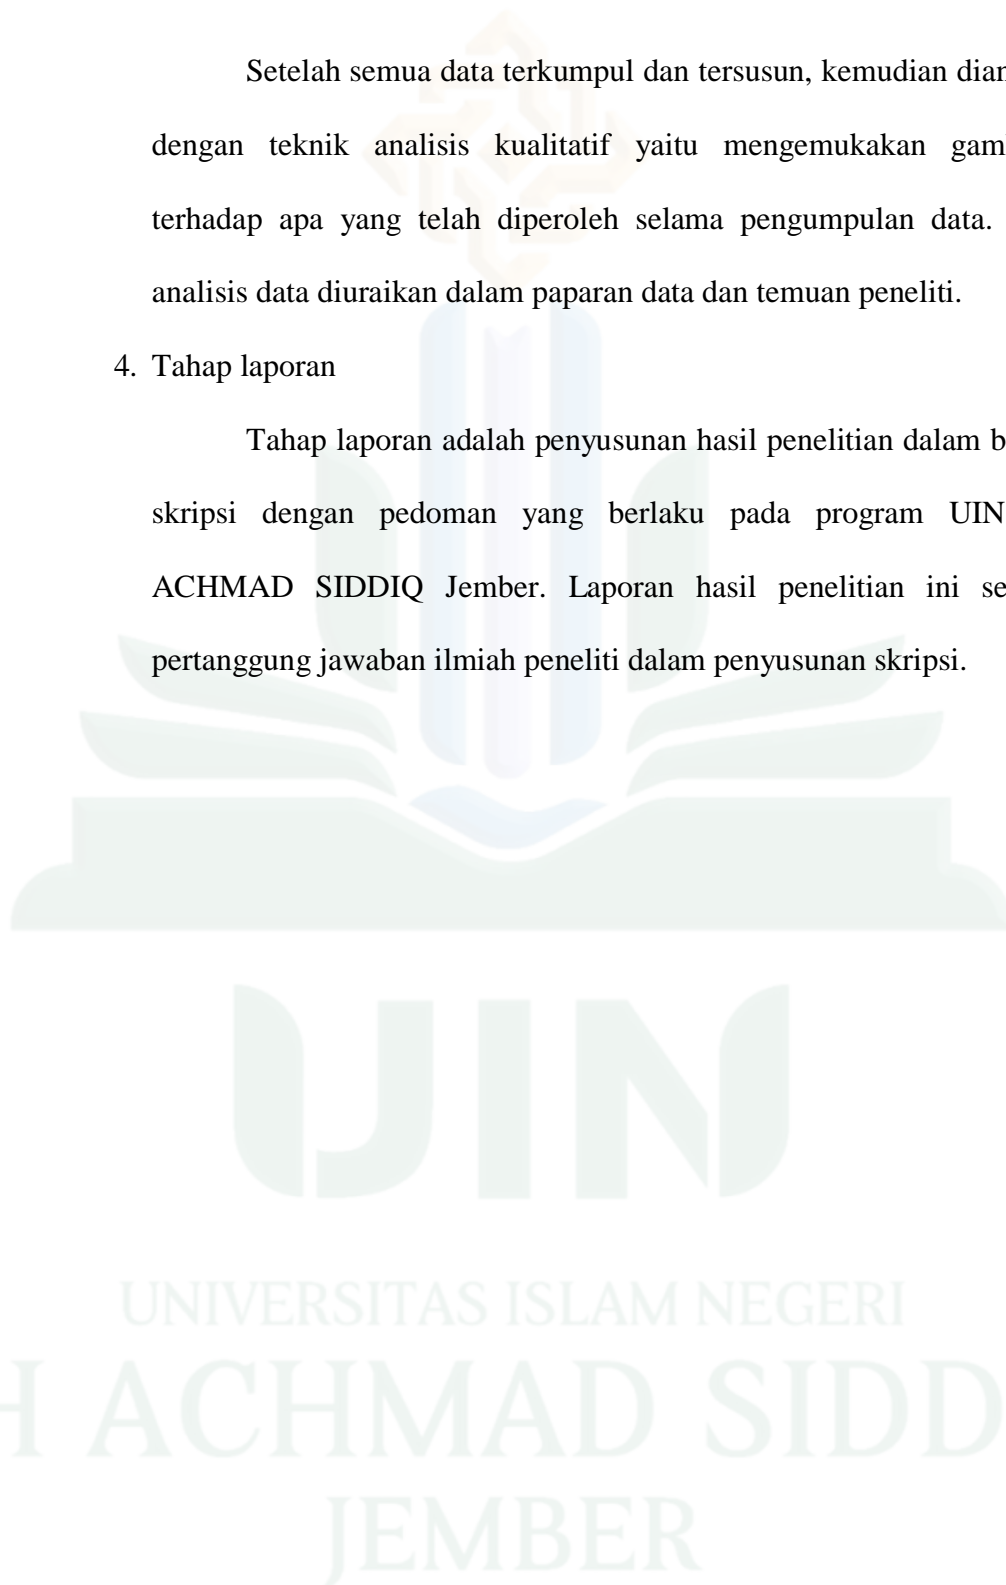 Setelah semua data terkumpul dan tersusun, kemudian dian
dengan teknik analisis kualitatif yaitu mengemukakan gam
terhadap apa yang telah diperoleh selama pengumpulan data.
analisis data diuraikan dalam paparan data dan temuan peneliti.
4. Tahap laporan
Tahap laporan adalah penyusunan hasil penelitian dalam b
skripsi dengan pedoman yang berlaku pada program UIN
ACHMAD SIDDIQ Jember. Laporan hasil penelitian ini se
pertanggung jawaban ilmiah peneliti dalam penyusunan skripsi.
UIN
UNIVERSITAS ISLAM NEGERI
H ACHMAD SIDD
JEMBER